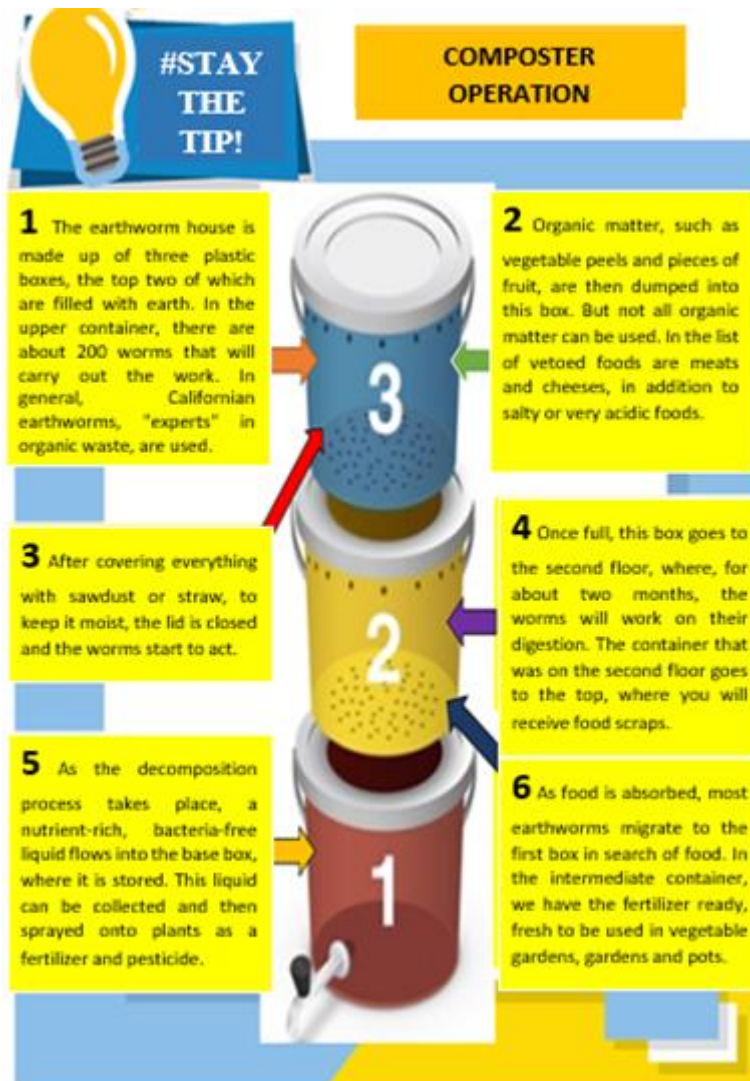 #STAY
THE
TIP!
COMPOSTER
OPERATION
1 The earthworm house is
made up of three plastic
boxes, the top two of which
are filled with earth. In the
upper container, there are
about 200 worms that will
carry out the work. In
general, Californian
earthworms, "experts" in
organic waste, are used.
2 Organic matter, such as
vegetable peels and pieces of
fruit, are then dumped into
this box. But not all organic
matter can be used. In the list
of vetoed foods are meats
and cheeses, in addition to
salty or very acidic foods.
3
3 After covering everything
with sawdust or straw, to
keep it moist, the lid is closed
and the worms start to act.
4 Once full, this box goes to
the second floor, where, for
about two months, the
worms will work on their
digestion. The container that
was on the second floor goes
to the top, where you will
receive food scraps.
2
5 As the decomposition
process takes place, a
nutrient-rich, bacteria-free
liquid flows into the base box,
where it is stored. This liquid
can be collected and then
sprayed onto plants as a
fertilizer and pesticide.
6 As food is absorbed, most
earthworms migrate to the
first box in search of food. In
the intermediate container,
we have the fertilizer ready,
fresh to be used in vegetable
gardens, gardens and pots.
1